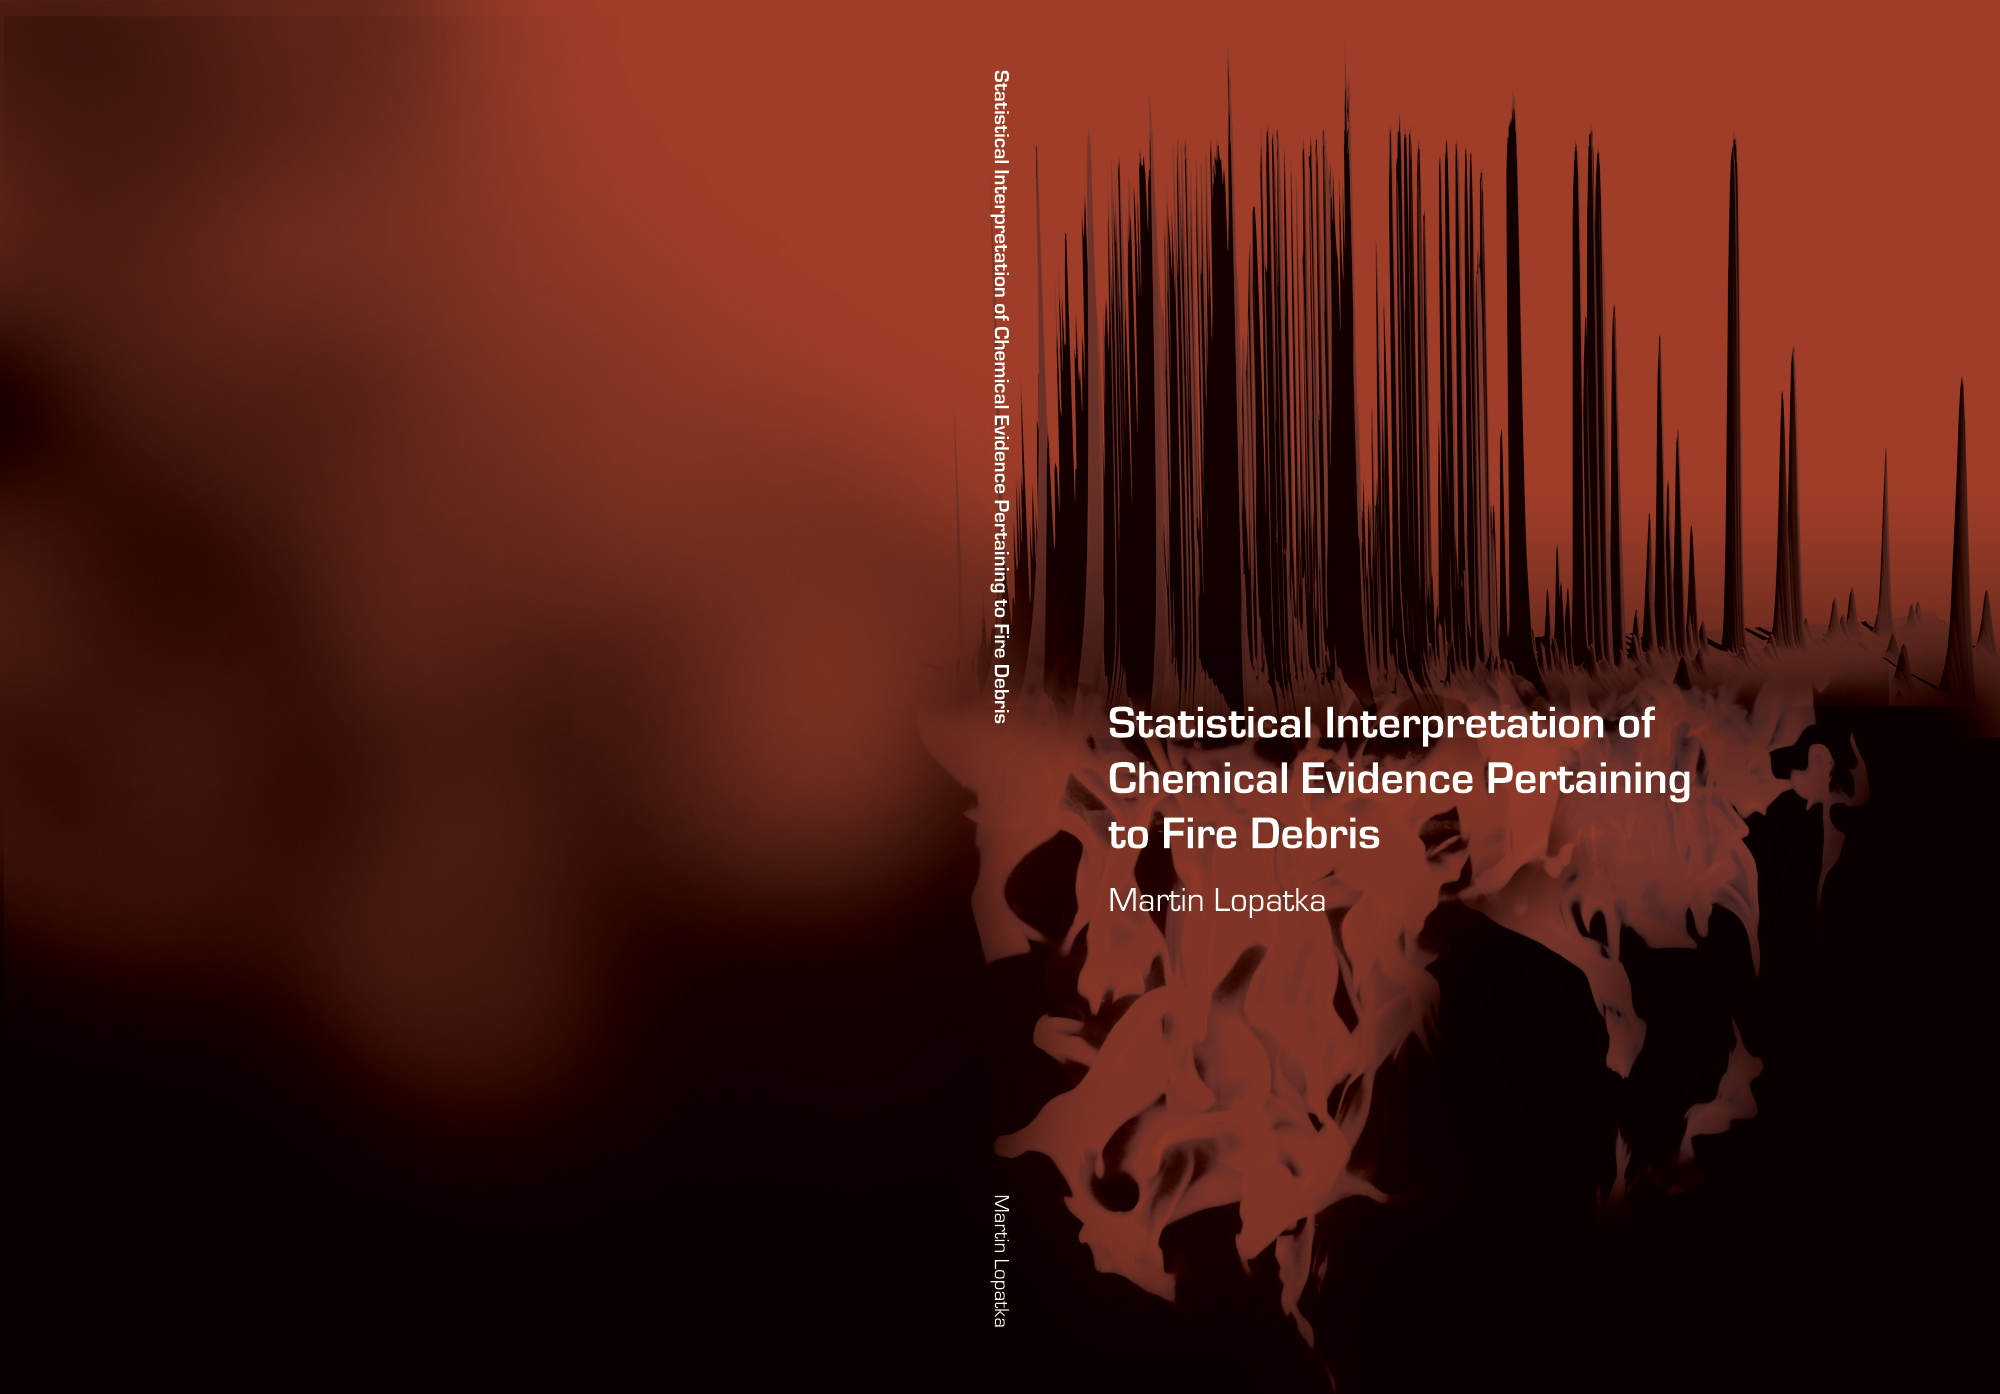 Statistical Interpretation of Chemical Evidence Pertaining to Fire Debris
Martin Lopatka
Statistical Interpretation of
Chemical Evidence Pertaining
to Fire Debris
Martin Lopatka